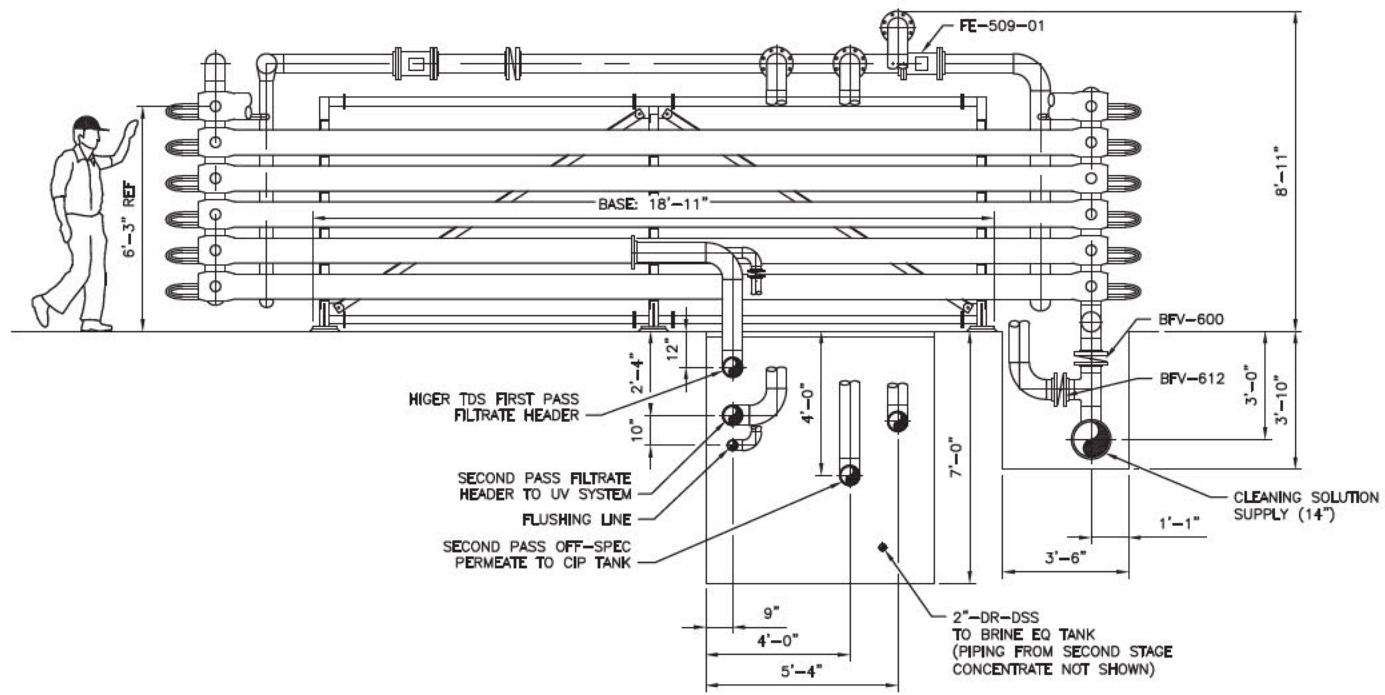 FE-509-01
8'-11"
6'-3" REF
BASE: 18'-11"
BFV-600
BFV-612
12"
2'-4"
10"
4'-0"
7'-0"
3'-0"
3'-10"
HIGER TDS FIRST PASS
FILTRATE HEADER
SECOND PASS FILTRATE
HEADER TO UV SYSTEM
FLUSHING LINE
SECOND PASS OFF-SPEC
PERMEATE TO CIP TANK
CLEANING SOLUTION
SUPPLY (14")
1'-1"
3'-6"
9"
4'-0"
5'-4"
2"-DR-DSS
TO BRINE EQ TANK
(PIPING FROM SECOND STAGE
CONCENTRATE NOT SHOWN)